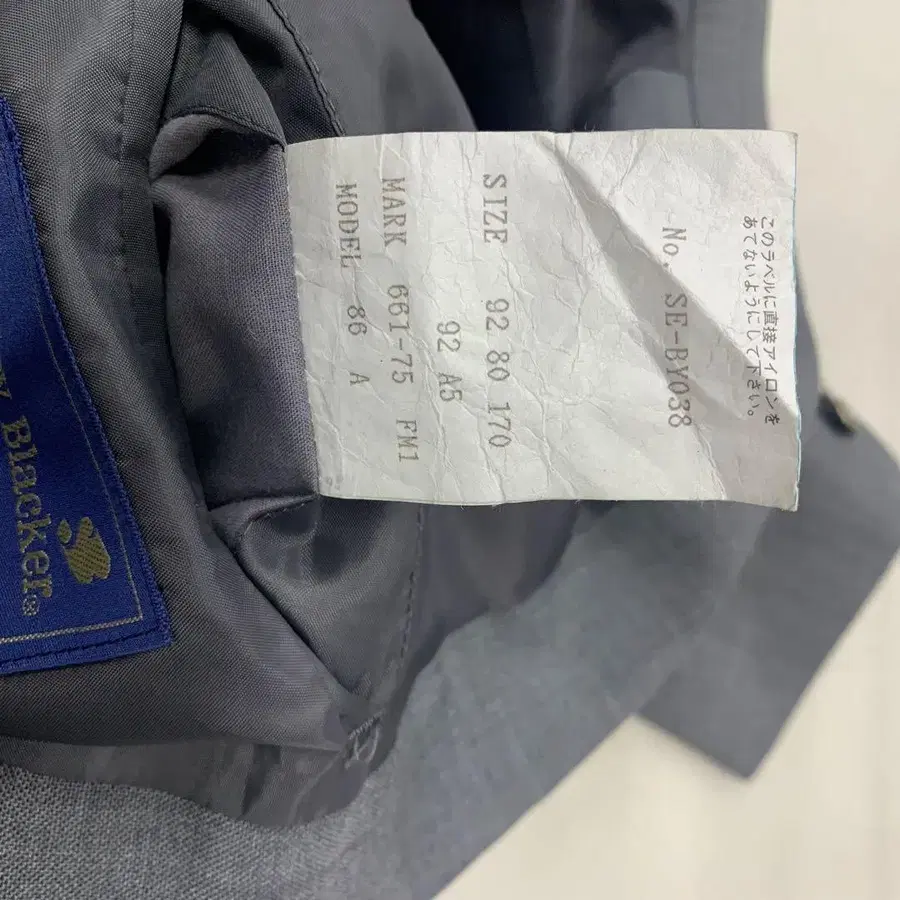 このラベルに直接アイロンを
あてないようにして下さい。
No. SE-BY038
SIZE 92 80 170
92 A5
MARK 661-75 FM1
MODEL 86 A
Blacker®